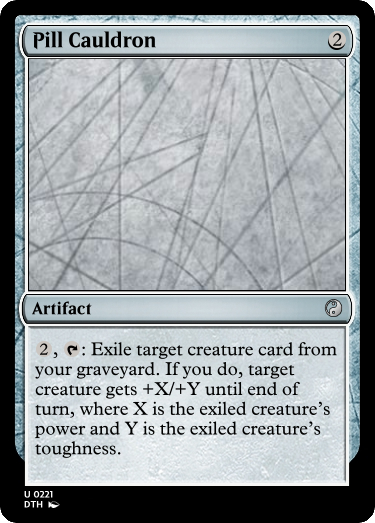 Pill Cauldron 2
Artifact
2, T: Exile target creature card from
your graveyard. If you do, target
creature gets +X/+Y until end of
turn, where X is the exiled creature's
power and Y is the exiled creature's
toughness.
U 0221
DTH